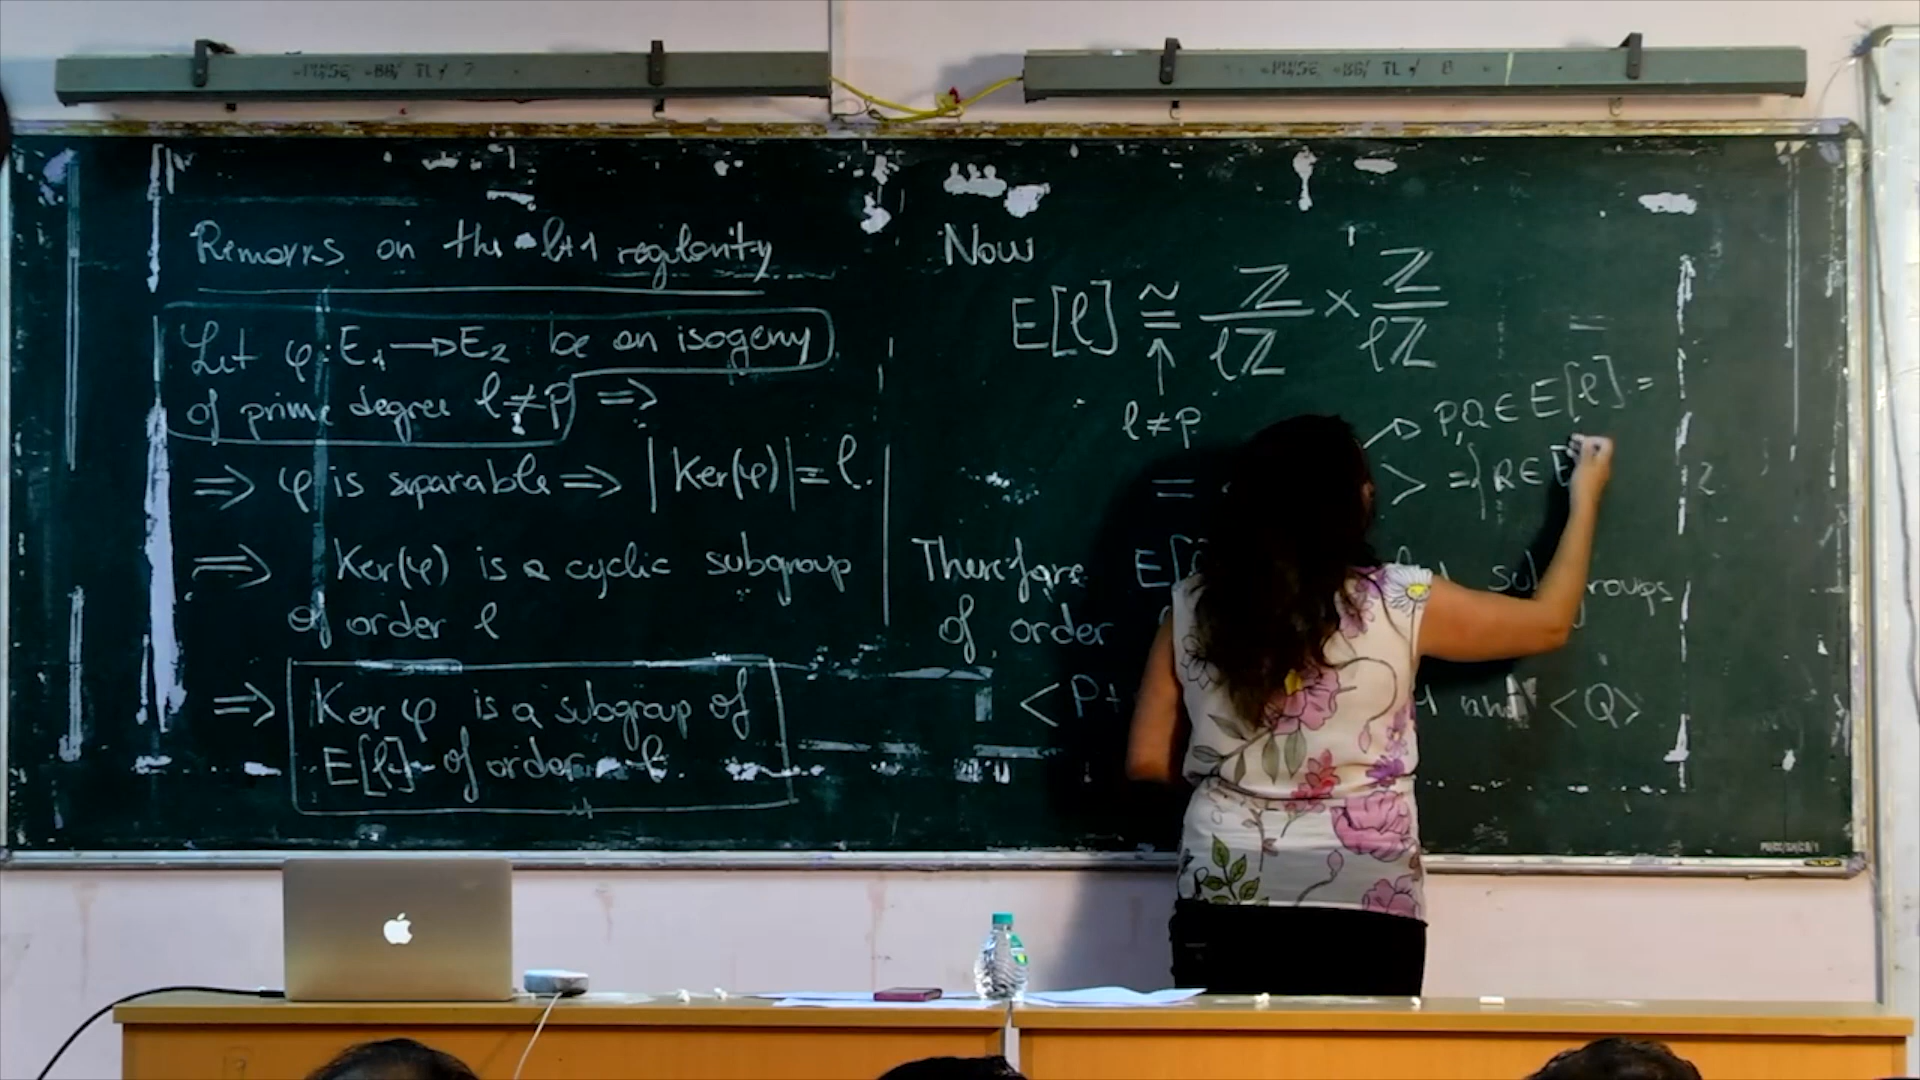 Remarks on the l+1 regularity
Let φ: E₁ → E₂ be an isogeny
of prime degree l ≠ p ⇒
⇒ φ is separable ⇒ |Ker(φ)| = l.
⇒ Ker(φ) is a cyclic subgroup
of order l
⇒ Ker φ is a subgroup of
E[l] of order l.
Now
E[l] ≅ ℤ/lℤ × ℤ/lℤ
↑
l ≠ p
→ P,Q ∈ E[l] =
= > = {R ∈ E
Therefore
of order
<P+ and <Q>